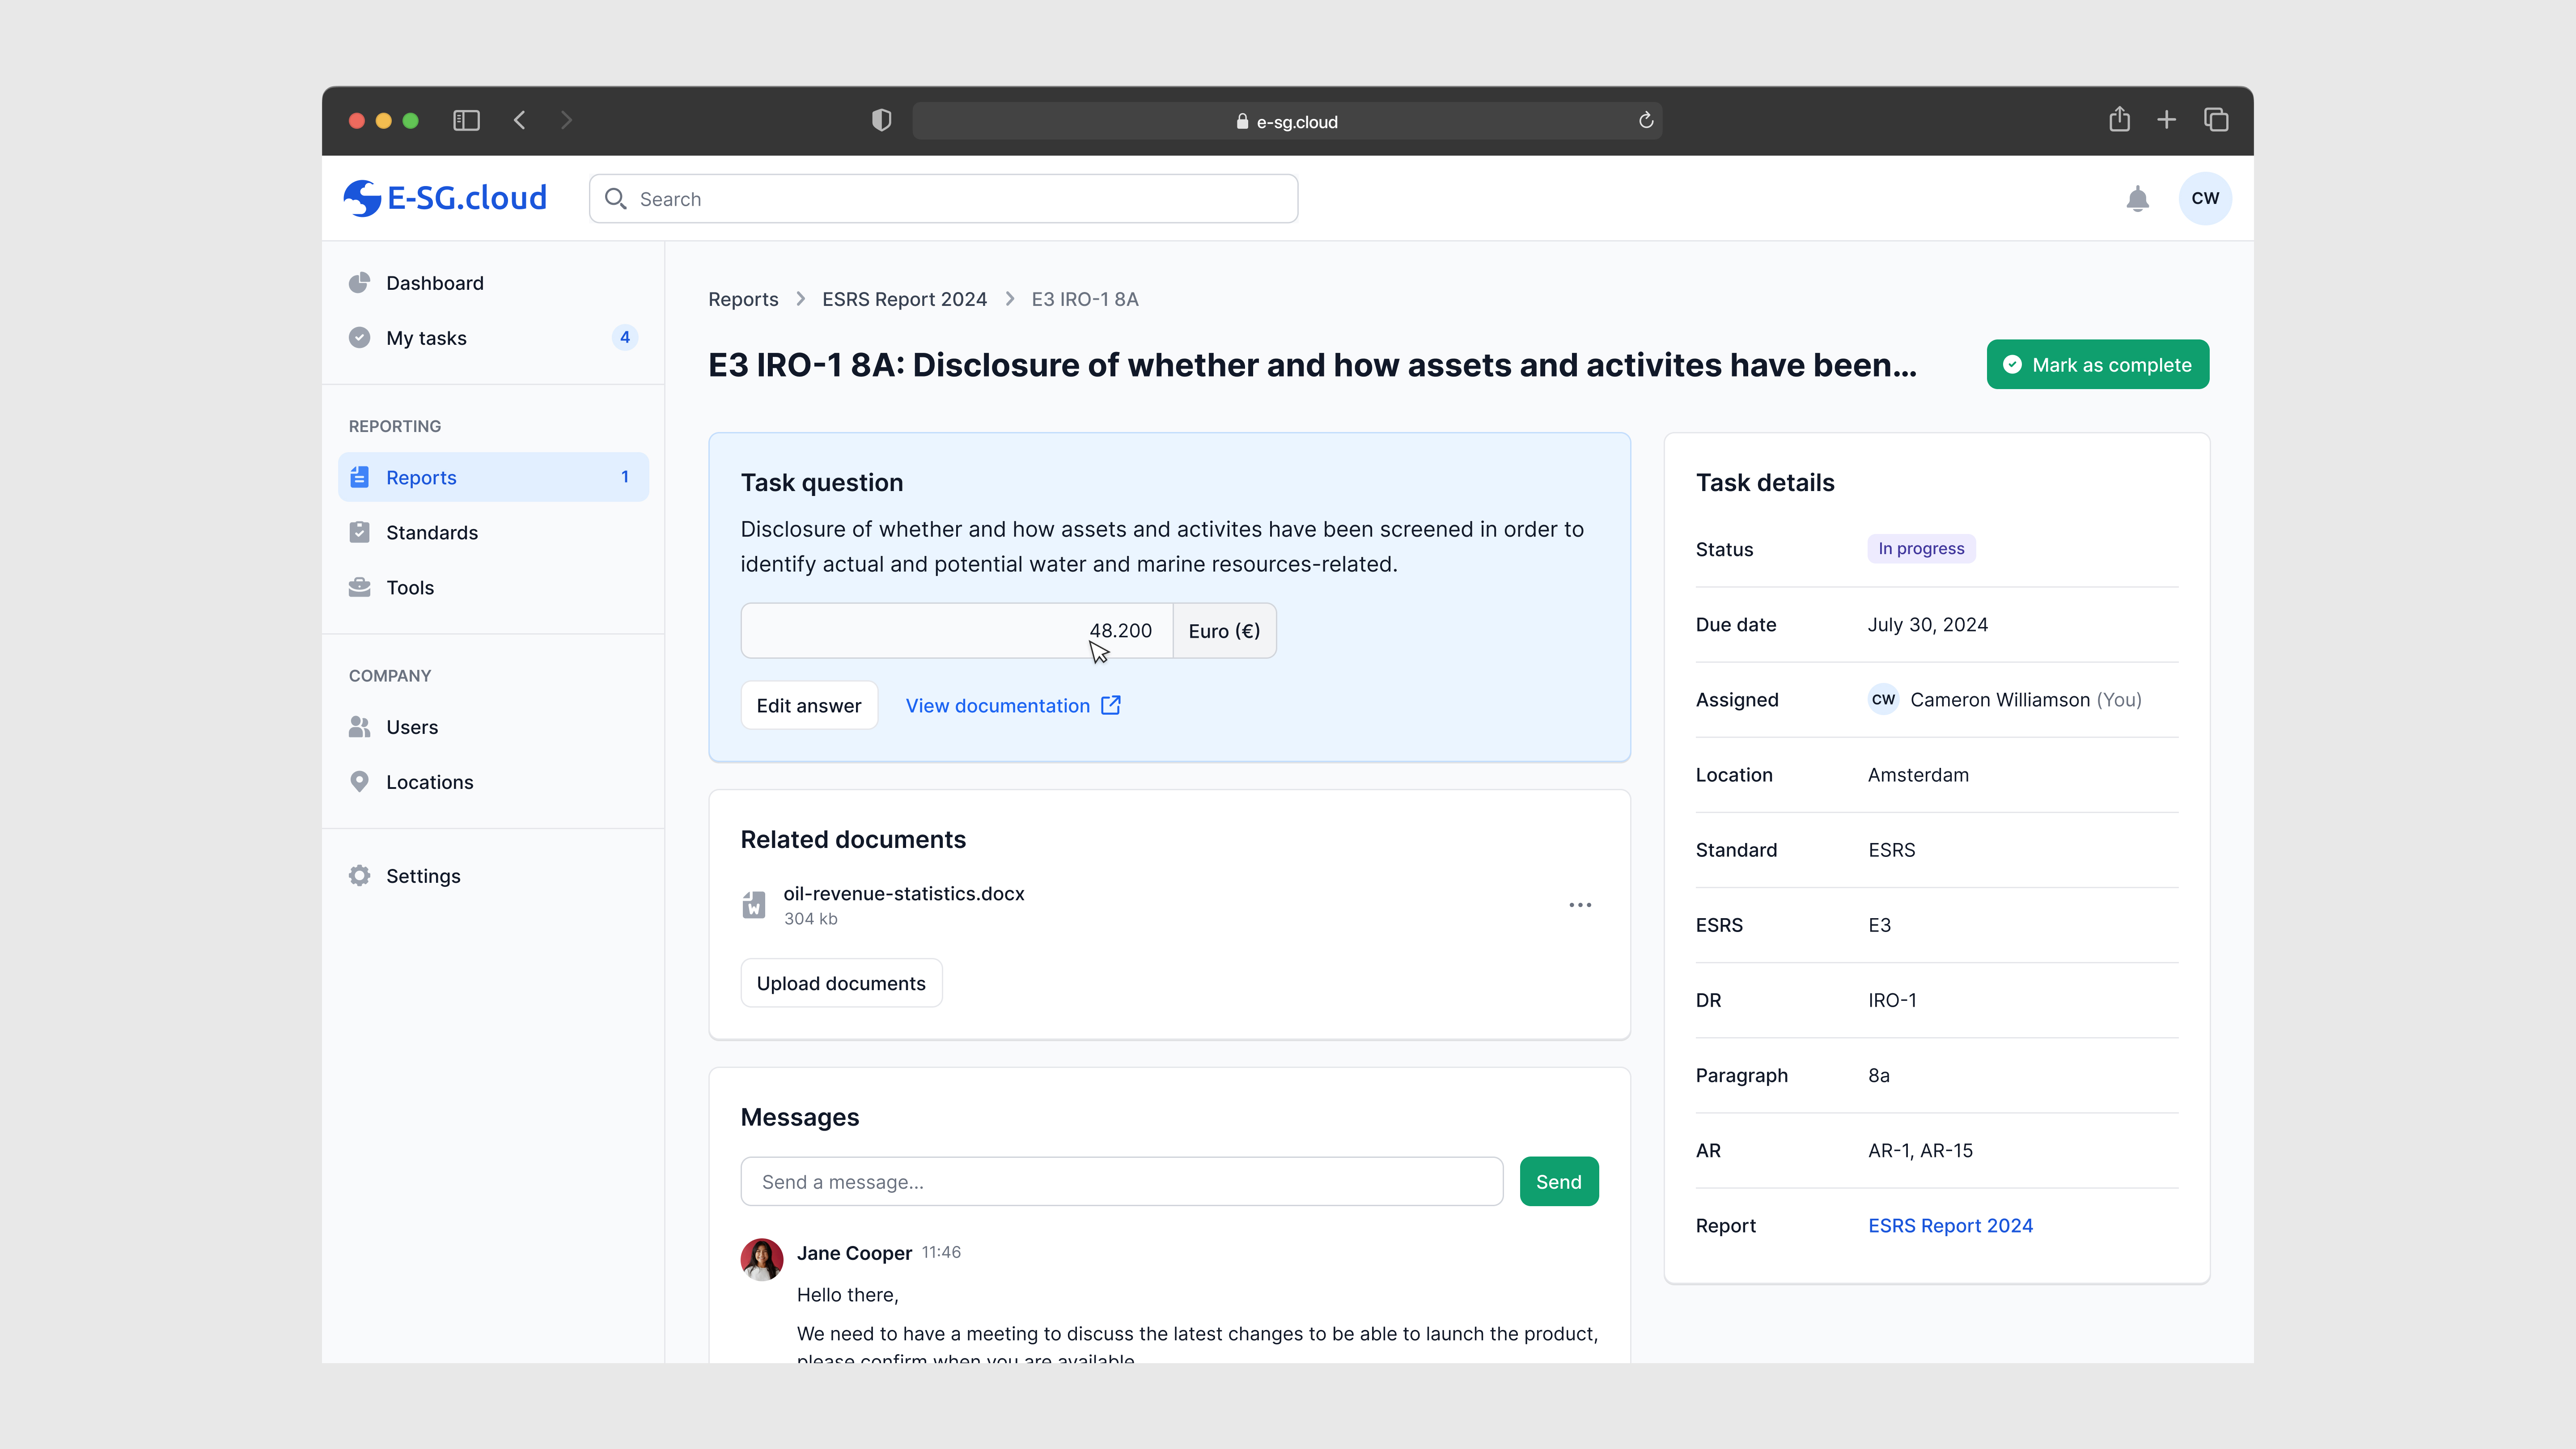 e-sg.cloud
E-SG.cloud
Search
CW
Dashboard
My tasks
4
REPORTING
Reports
1
Standards
Tools
COMPANY
Users
Locations
Settings
Reports
ESRS Report 2024
E3 IRO-1 8A
E3 IRO-1 8A: Disclosure of whether and how assets and activites have been...
Mark as complete
Task question
Disclosure of whether and how assets and activites have been screened in order to
identify actual and potential water and marine resources-related.
48.200
Euro (€)
Edit answer
View documentation
Related documents
W
oil-revenue-statistics.docx
304 kb
Upload documents
Messages
Send a message...
Send
Jane Cooper 11:46
Hello there,
We need to have a meeting to discuss the latest changes to be able to launch the product,
please confirm when you are available
Task details
Status In progress
Due date July 30, 2024
Assigned CW Cameron Williamson (You)
Location Amsterdam
Standard ESRS
ESRS E3
DR IRO-1
Paragraph 8a
AR AR-1, AR-15
Report ESRS Report 2024